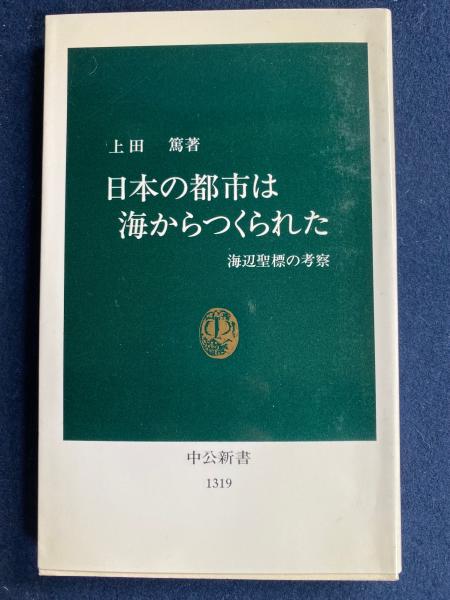 上田 篤著
日本の都市は
海からつくられた
海辺聖標の考察
中公新書
1319